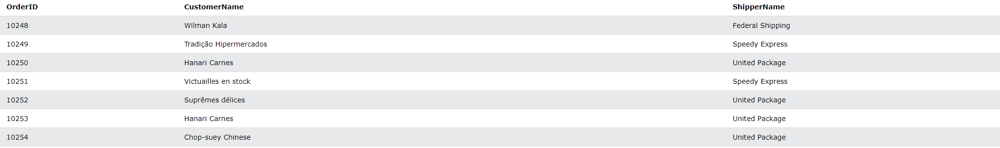 OrderID CustomerName ShipperName
10248 Wilman Kala Federal Shipping
10249 Tradição Hipermercados Speedy Express
10250 Hanari Carnes United Package
10251 Victuailles en stock Speedy Express
10252 Suprêmes délices United Package
10253 Hanari Carnes United Package
10254 Chop-suey Chinese United Package